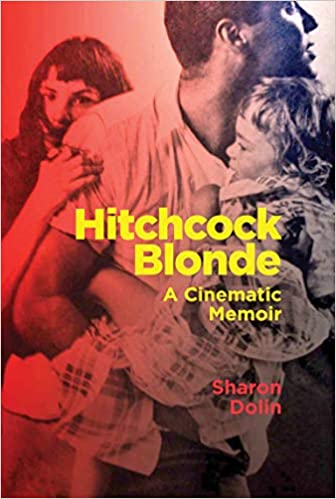 Hitchcock
Blonde
A Cinematic
Memoir
Sharon
Dolin